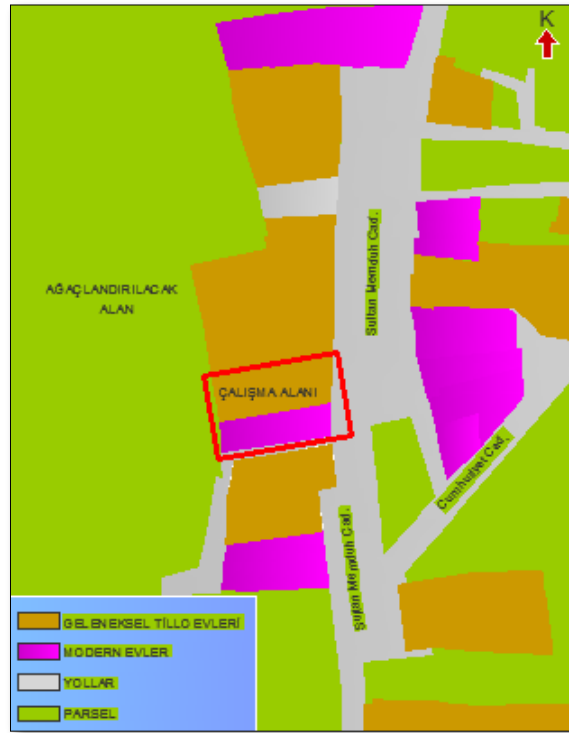 K
Sultan Memduh Cad.
AĞAÇLANDIRILACAK
ALAN
ÇALIŞMA ALANI
Cumhuriyet Cad.
Sultan Memduh Cad.
GELENEKSEL TİLLO EVLERİ
MODERN EVLER
YOLLAR
PARSEL